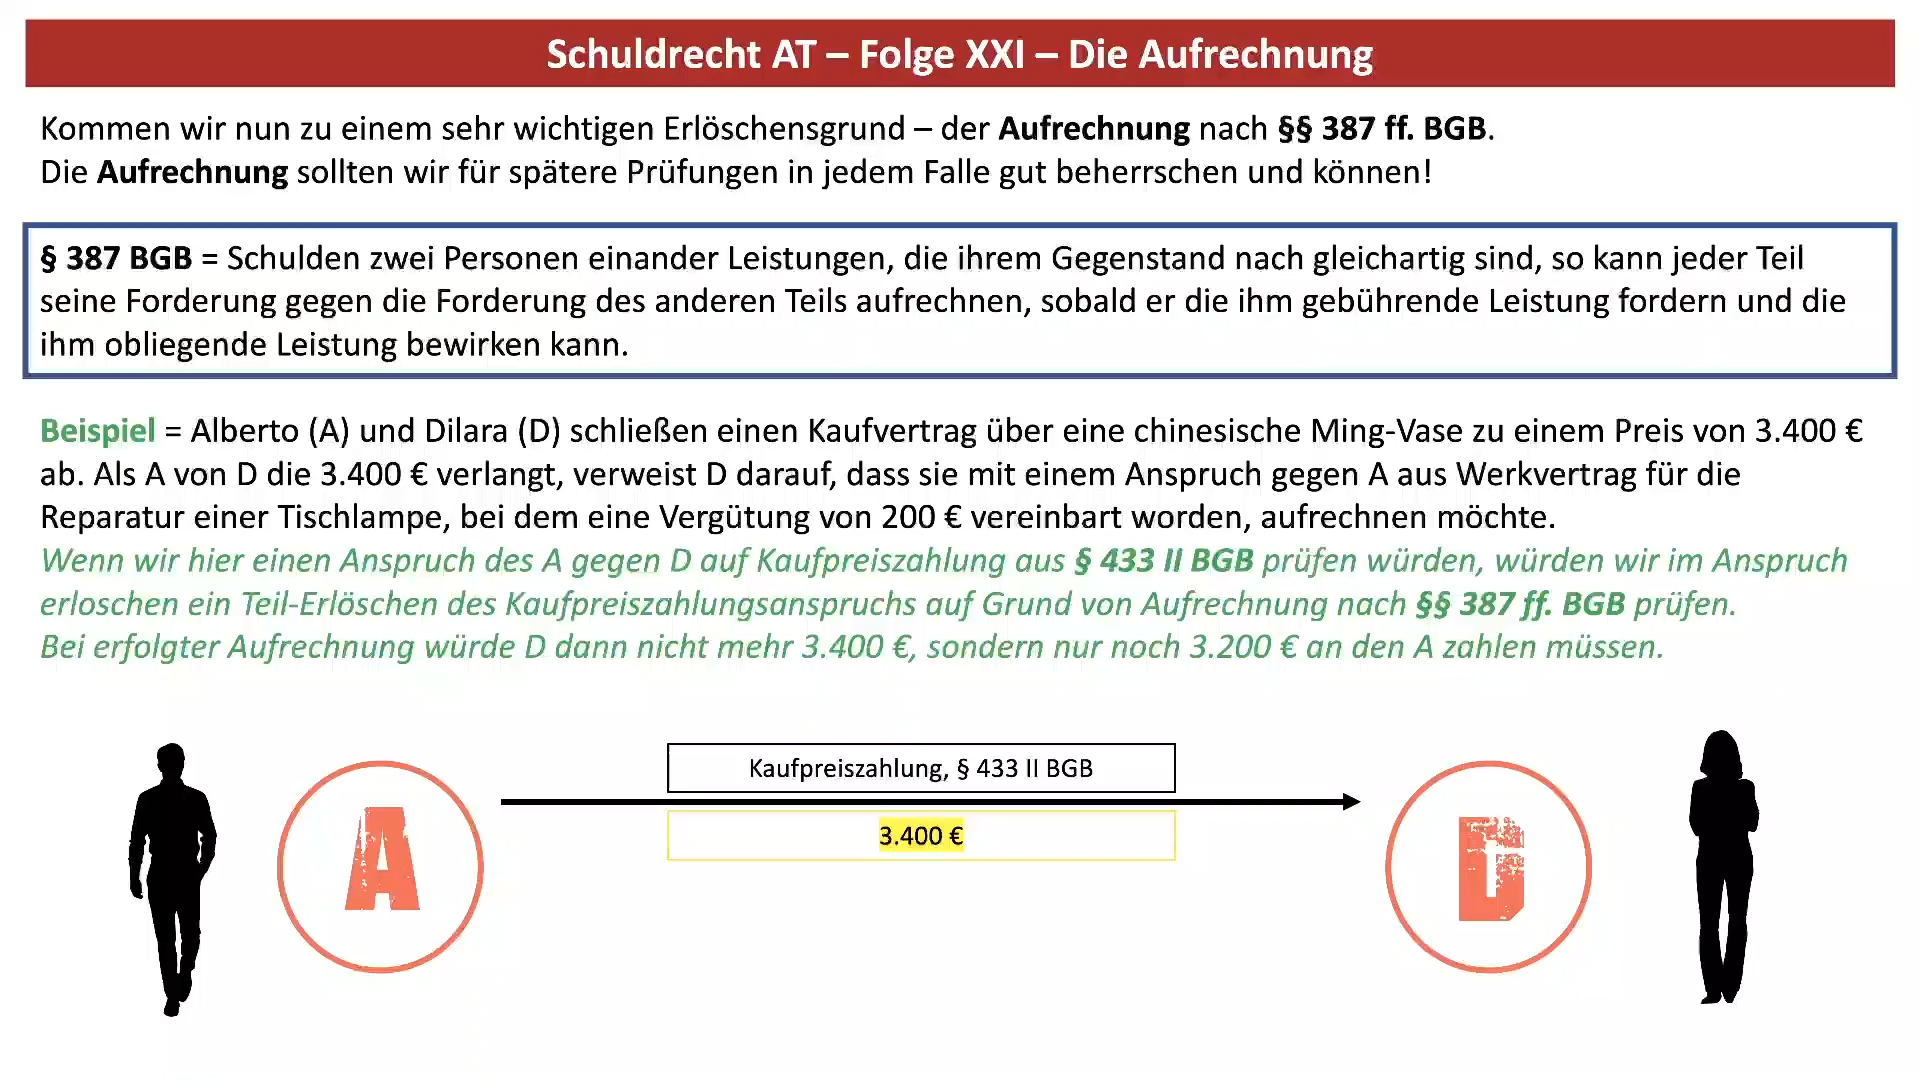 Schuldrecht AT – Folge XXI – Die Aufrechnung
Kommen wir nun zu einem sehr wichtigen Erlöschensgrund – der Aufrechnung nach §§ 387 ff. BGB.
Die Aufrechnung sollten wir für spätere Prüfungen in jedem Falle gut beherrschen und können!
§ 387 BGB = Schulden zwei Personen einander Leistungen, die ihrem Gegenstand nach gleichartig sind, so kann jeder Teil
seine Forderung gegen die Forderung des anderen Teils aufrechnen, sobald er die ihm gebührende Leistung fordern und die
ihm obliegende Leistung bewirken kann.
Beispiel = Alberto (A) und Dilara (D) schließen einen Kaufvertrag über eine chinesische Ming-Vase zu einem Preis von 3.400 €
ab. Als A von D die 3.400 € verlangt, verweist D darauf, dass sie mit einem Anspruch gegen A aus Werkvertrag für die
Reparatur einer Tischlampe, bei dem eine Vergütung von 200 € vereinbart worden, aufrechnen möchte.
Wenn wir hier einen Anspruch des A gegen D auf Kaufpreiszahlung aus § 433 II BGB prüfen würden, würden wir im Anspruch
erloschen ein Teil-Erlöschen des Kaufpreiszahlungsanspruchs auf Grund von Aufrechnung nach §§ 387 ff. BGB prüfen.
Bei erfolgter Aufrechnung würde D dann nicht mehr 3.400 €, sondern nur noch 3.200 € an den A zahlen müssen.
Kaufpreiszahlung, § 433 II BGB
3.400 €
A
D